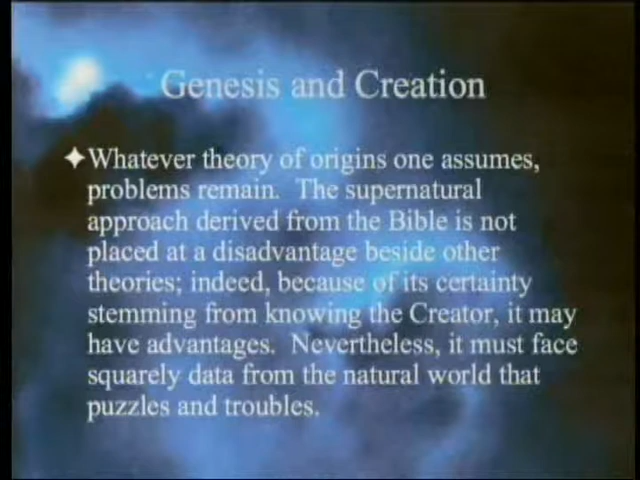 Genesis and Creation
Whatever theory of origins one assumes,
problems remain. The supernatural
approach derived from the Bible is not
placed at a disadvantage beside other
theories; indeed, because of its certainty
stemming from knowing the Creator, it may
have advantages. Nevertheless, it must face
squarely data from the natural world that
puzzles and troubles.